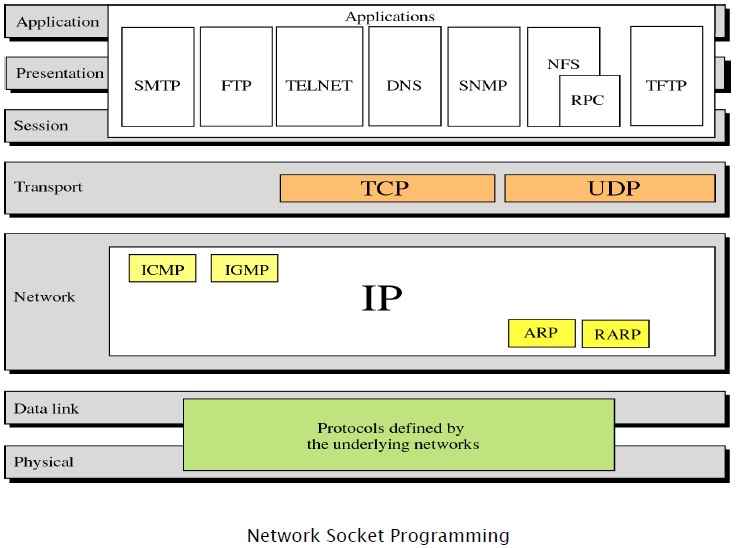 Application
Applications
Presentation
SMTP
FTP
TELNET
DNS
SNMP
NFS
RPC
TFTP
Session
Transport
TCP
UDP
Network
ICMP
IGMP
IP
ARP
RARP
Data link
Protocols defined by
the underlying networks
Physical
Network Socket Programming